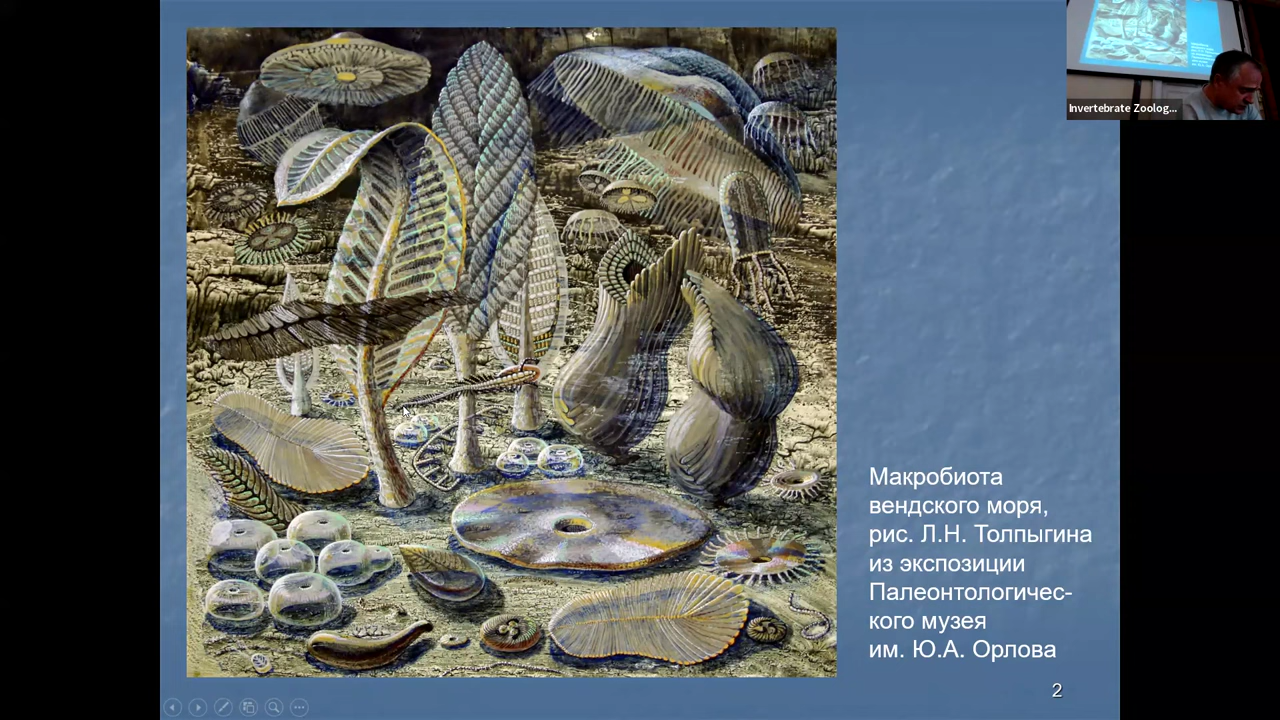 Invertebrate Zoolog...
Макробиота
вендского моря,
рис. Л.Н. Толпыгина
из экспозиции
Палеонтологичес-
кого музея
им. Ю.А. Орлова
2